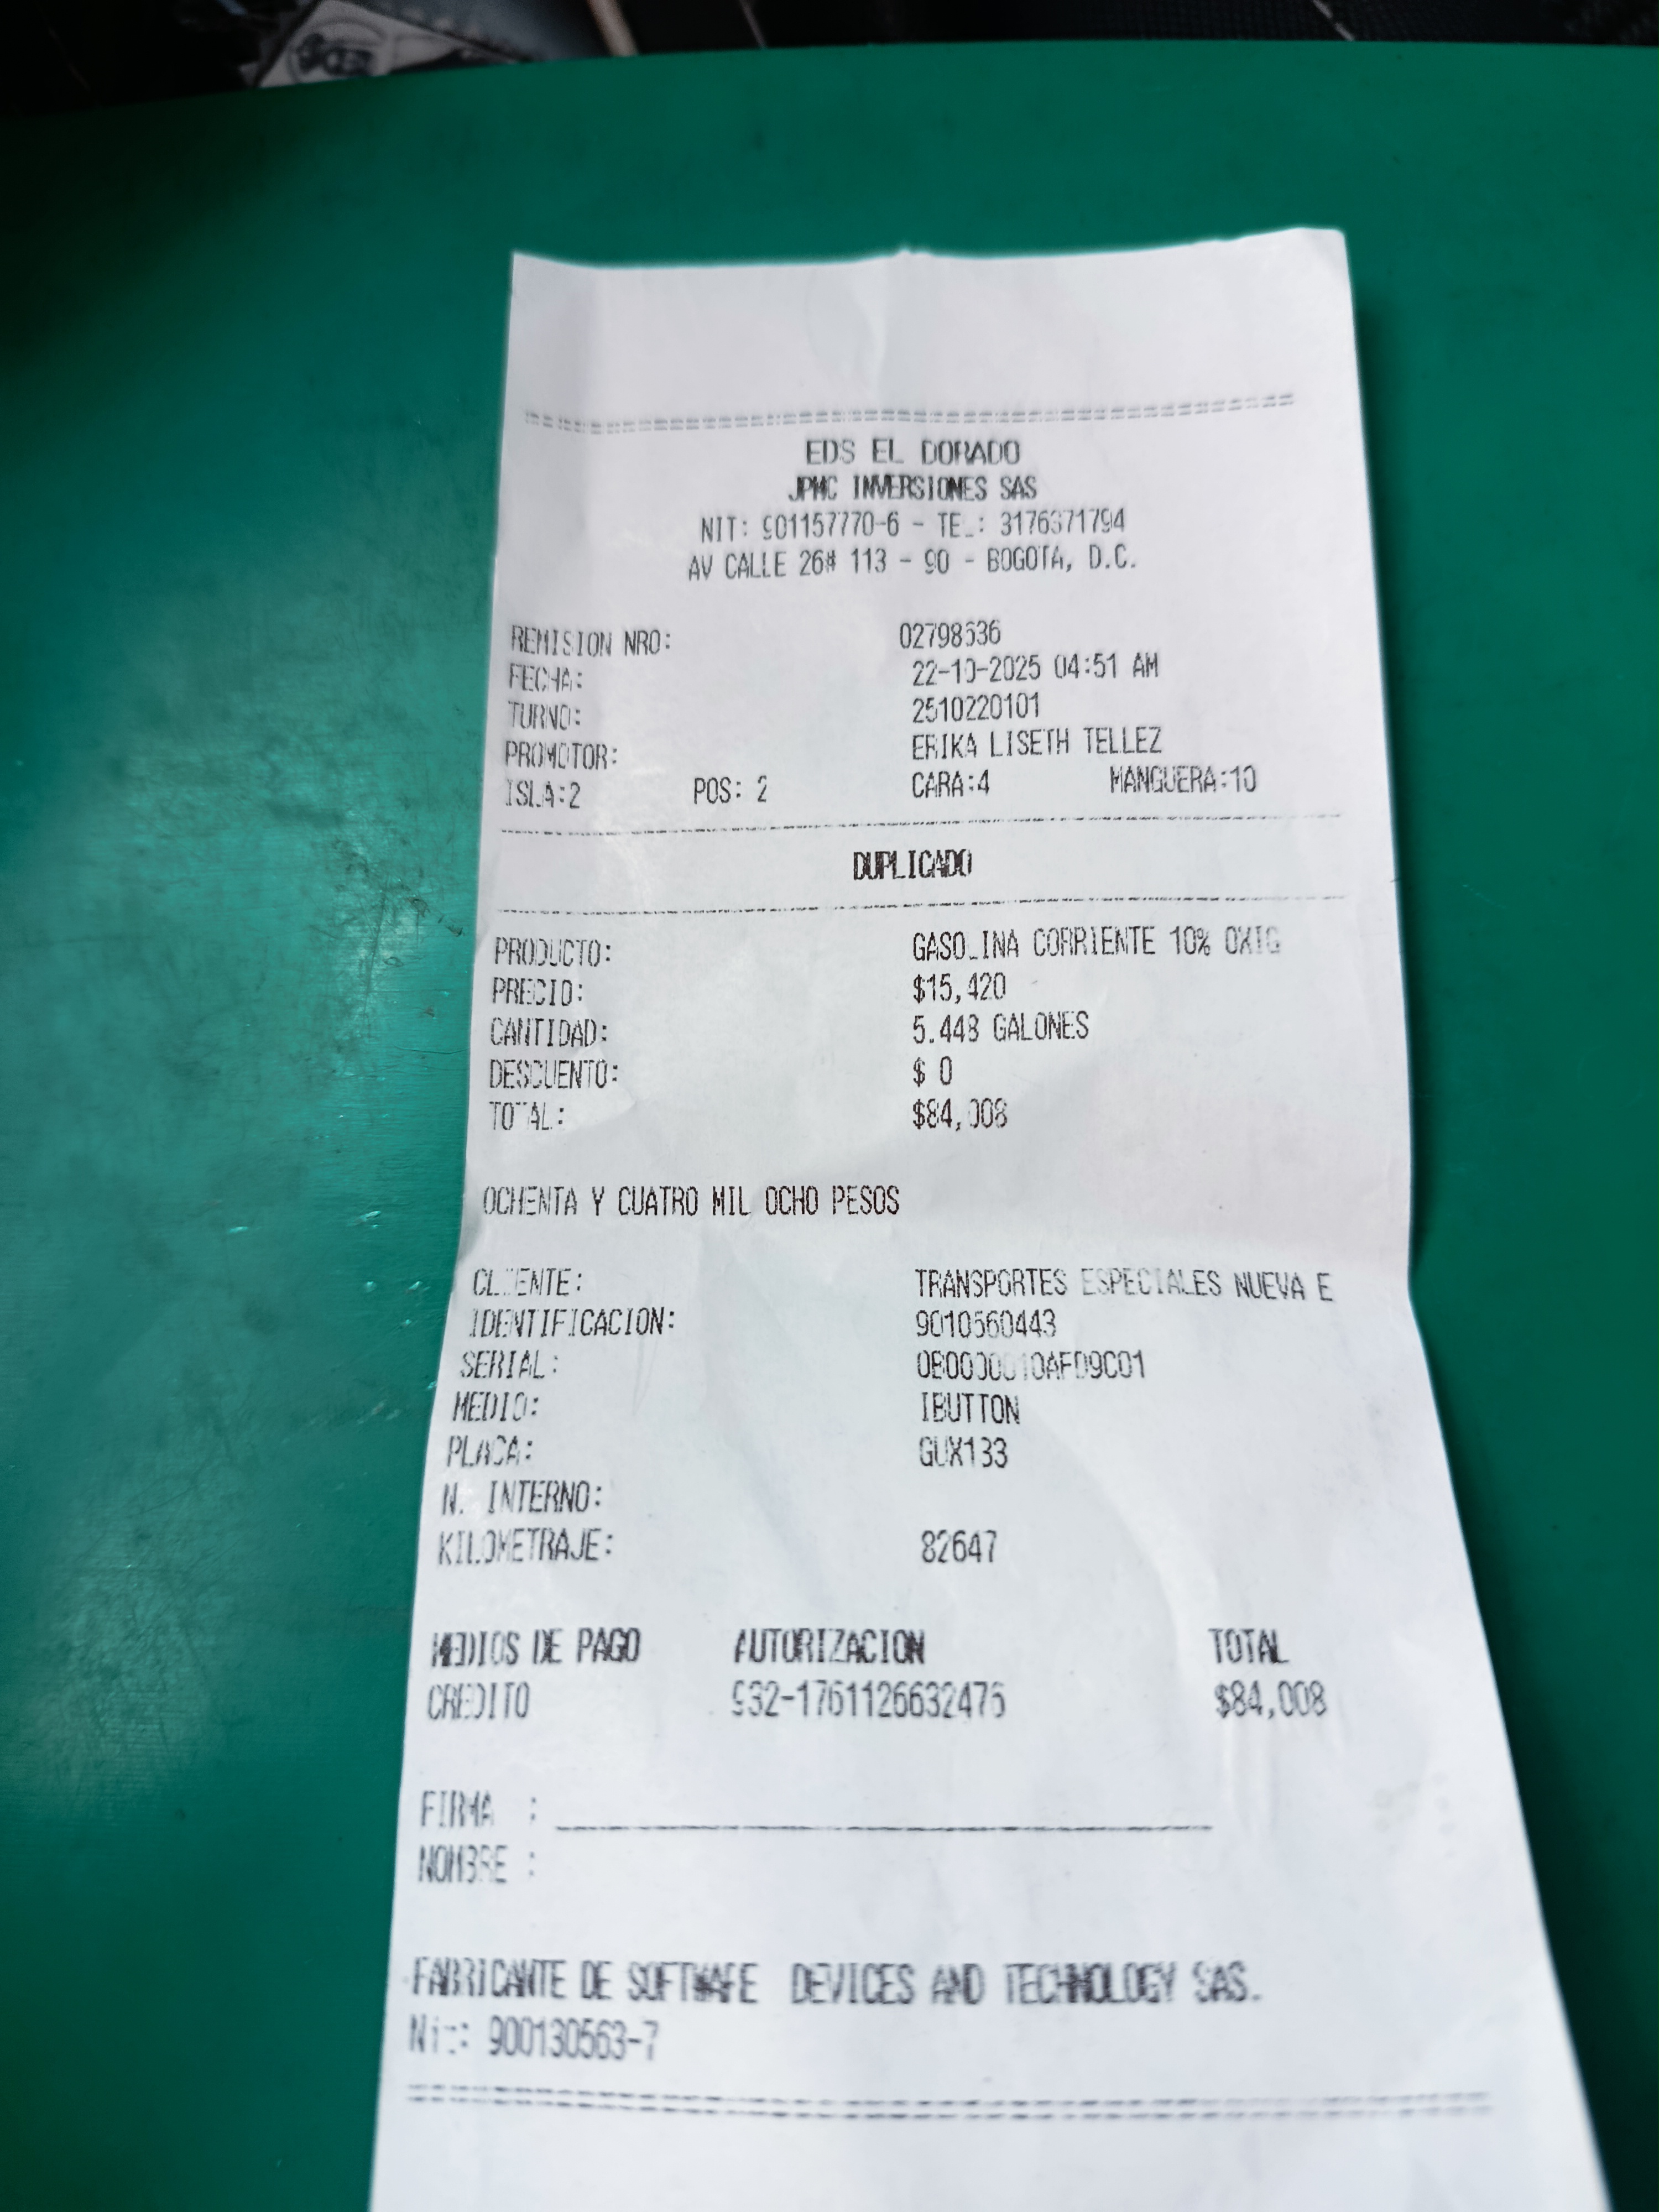 EDS EL DORADO
JPMC INVERSIONES SAS
NIT: 901157770-6 - TEL: 3176371794
AV CALLE 26# 113 - 90 - BOGOTA, D.C.
REMISION NRO: 02798636
FECHA: 22-10-2025 04:51 AM
TURNO: 2510220101
PROMOTOR: ERIKA LISETH TELLEZ
ISLA:2 POS: 2 CARA:4 MANGUERA:10
DUPLICADO
PRODUCTO: GASOLINA CORRIENTE 10% OXIG
PRECIO: $15,420
CANTIDAD: 5.448 GALONES
DESCUENTO: $ 0
TOTAL: $84,008
OCHENTA Y CUATRO MIL OCHO PESOS
CLIENTE: TRANSPORTES ESPECIALES NUEVA E
IDENTIFICACION: 9010560443
SERIAL:
MEDIO: IBUTTON
PLACA: GUX133
N. INTERNO:
KILOMETRAJE: 82647
MEDIOS DE PAGO AUTORIZACION TOTAL
CREDITO 932-1761126632476 $84,008
FIRMA :
NOMBRE :
FABRICANTE DE SOFTWARE DEVICES AND TECHNOLOGY SAS.
Nit: 900130563-7